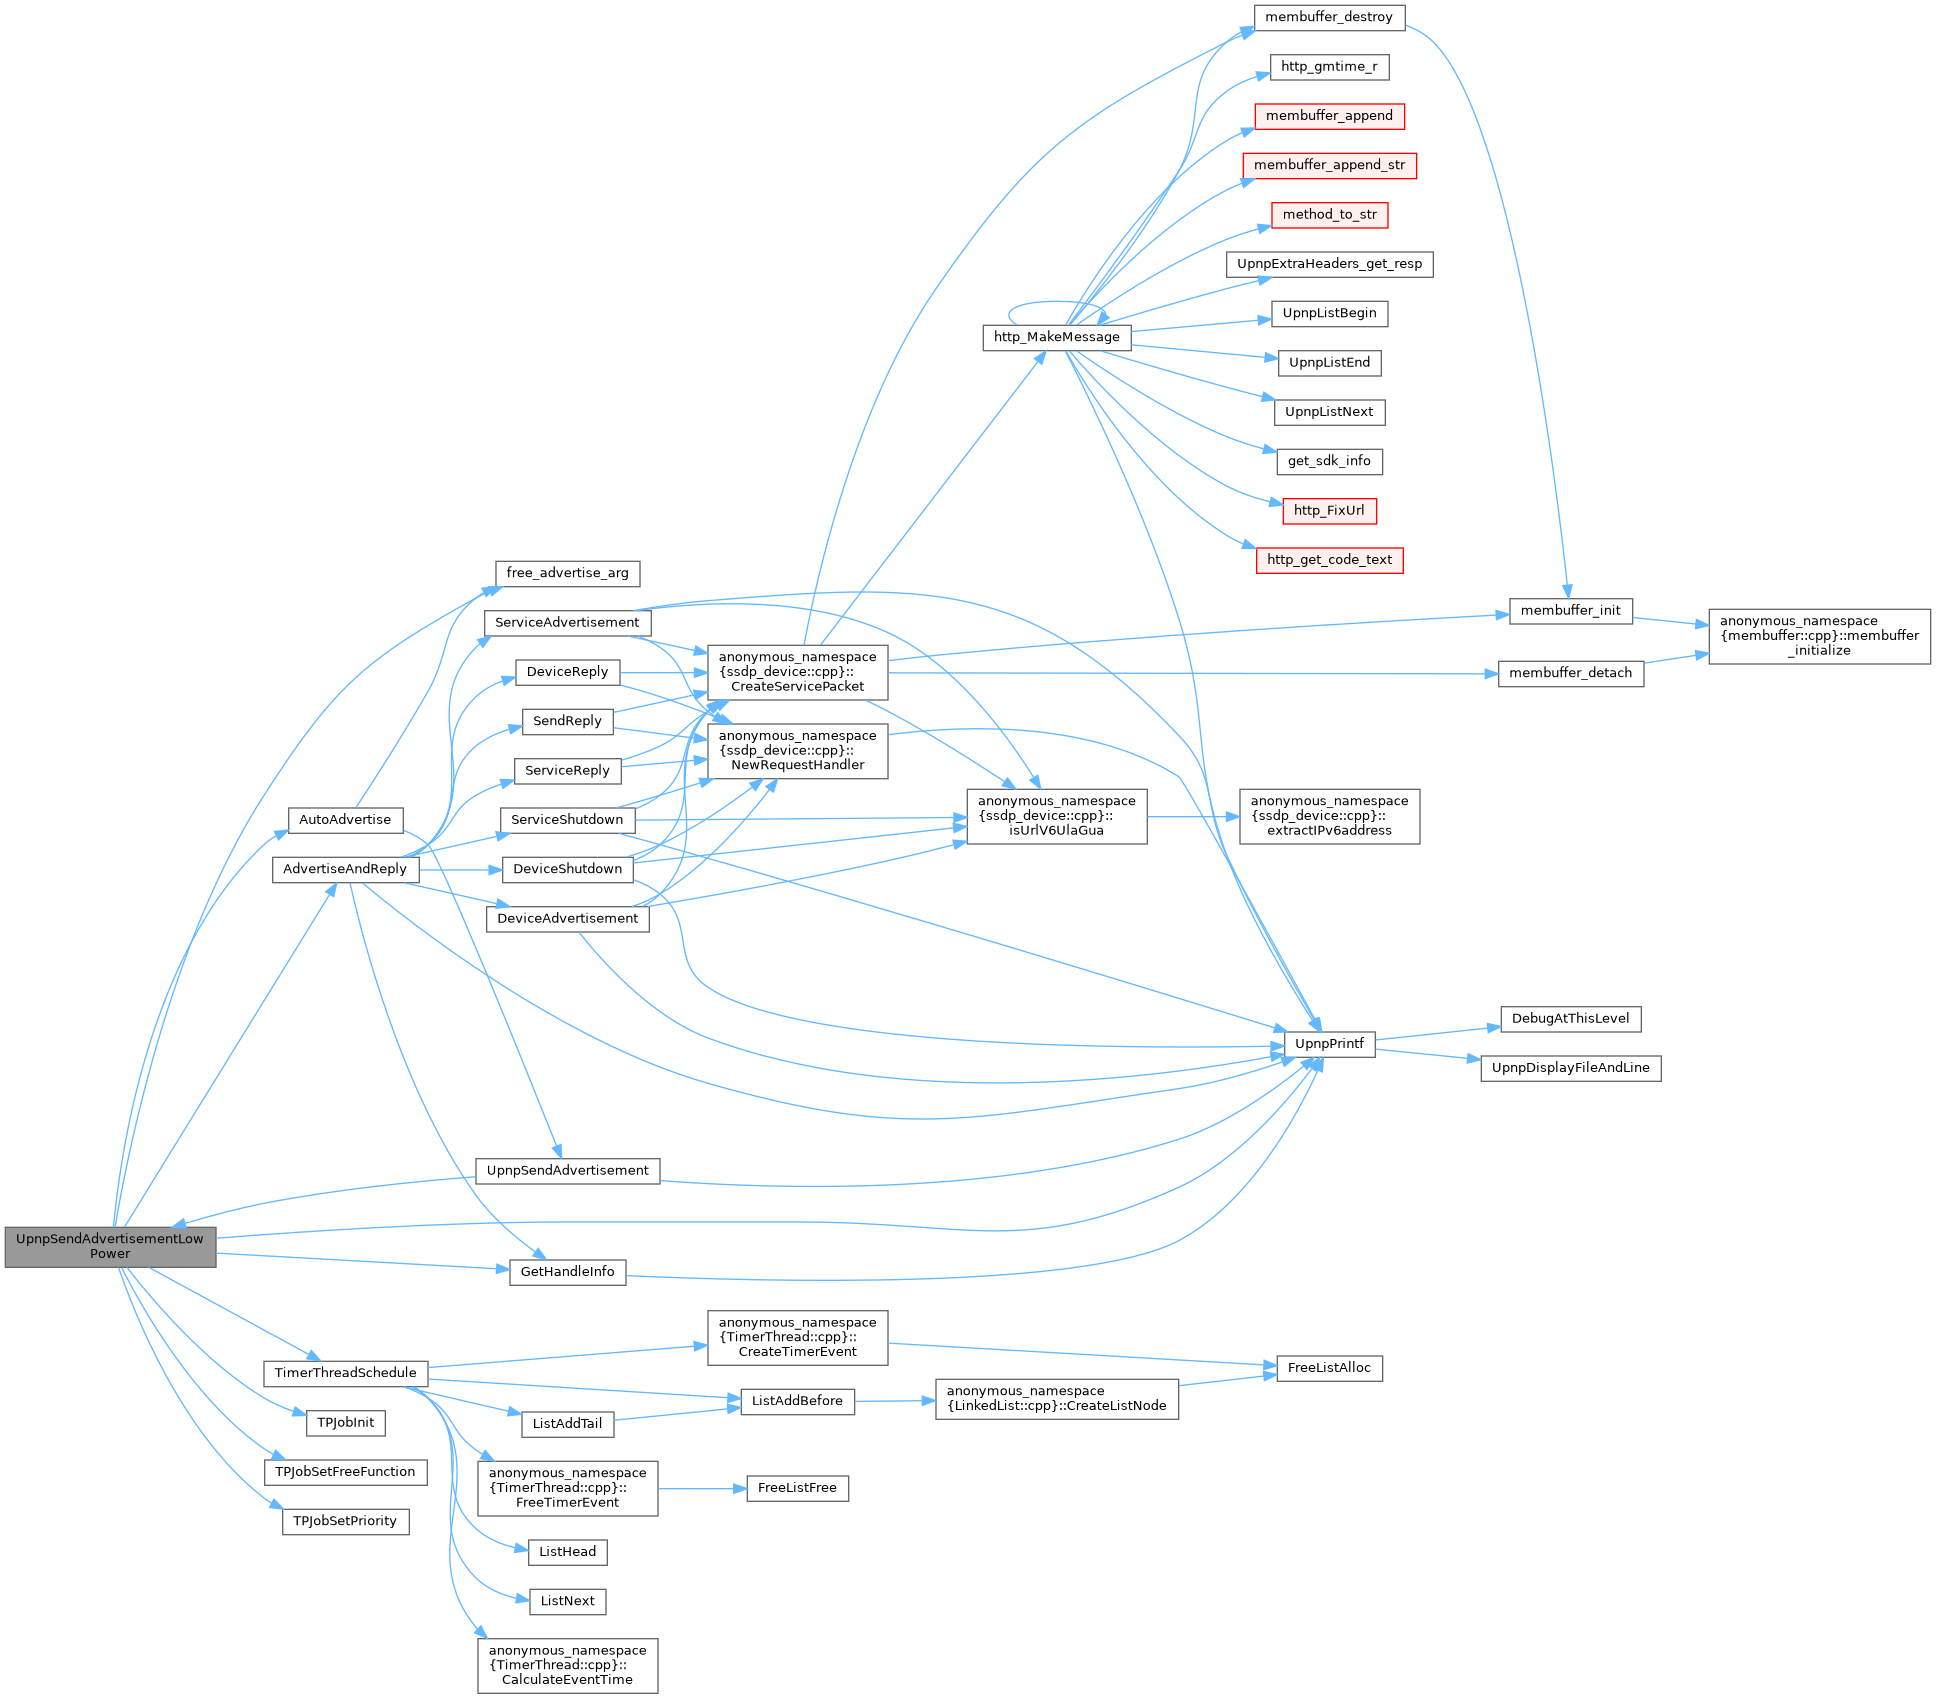 membuffer_destroy
http_gmtime_r
membuffer_append
membuffer_append_str
method_to_str
UpnpExtraHeaders_get_resp
UpnpListBegin
http_MakeMessage
UpnpListEnd
UpnpListNext
get_sdk_info
http_FixUrl
http_get_code_text
free_advertise_arg
ServiceAdvertisement
membuffer_init
anonymous_namespace
{membuffer::cpp}::membuffer
_initialize
DeviceReply
anonymous_namespace
{ssdp_device::cpp}::
CreateServicePacket
membuffer_detach
SendReply
anonymous_namespace
{ssdp_device::cpp}::
NewRequestHandler
ServiceReply
AutoAdvertise
ServiceShutdown
anonymous_namespace
{ssdp_device::cpp}::
isUrlV6UlaGua
anonymous_namespace
{ssdp_device::cpp}::
extractIPv6address
AdvertiseAndReply
DeviceShutdown
DeviceAdvertisement
DebugAtThisLevel
UpnpPrintf
UpnpDisplayFileAndLine
UpnpSendAdvertisement
UpnpSendAdvertisementLow
Power
GetHandleInfo
anonymous_namespace
{TimerThread::cpp}::
CreateTimerEvent
FreeListAlloc
TimerThreadSchedule
ListAddBefore
anonymous_namespace
{LinkedList::cpp}::CreateListNode
TPJobInit
ListAddTail
TPJobSetFreeFunction
anonymous_namespace
{TimerThread::cpp}::
FreeTimerEvent
FreeListFree
TPJobSetPriority
ListHead
ListNext
anonymous_namespace
{TimerThread::cpp}::
CalculateEventTime